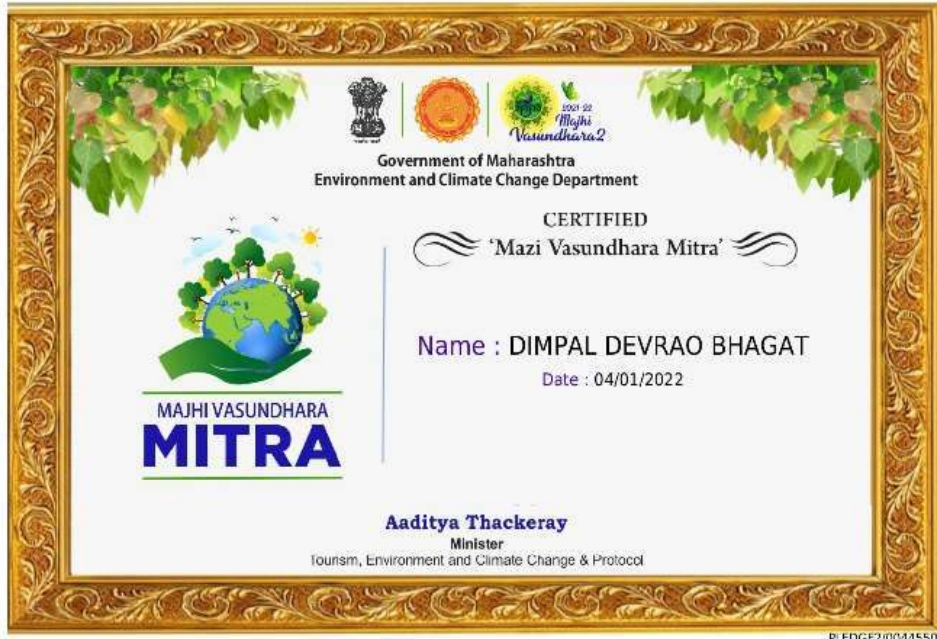 2021-22
Majhi
Vasundhara2
Government of Maharashtra
Environment and Climate Change Department
CERTIFIED
'Mazi Vasundhara Mitra'
MAJHI VASUNDHARA
MITRA
Name : DIMPAL DEVRAO BHAGAT
Date : 04/01/2022
Aaditya Thackeray
Minister
Tourism, Environment and Climate Change & Protocol